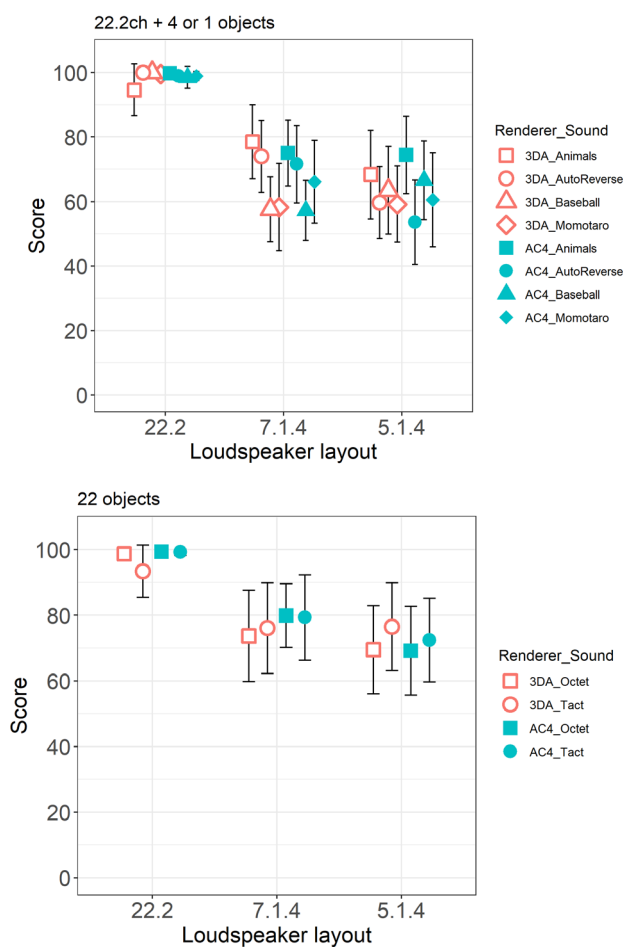 22.2ch + 4 or 1 objects
100
80
60
40
20
0
Score
22.2 7.1.4 5.1.4
Loudspeaker layout
Renderer_Sound
3DA_Animals
3DA_AutoReverse
3DA_Baseball
3DA_Momotaro
AC4_Animals
AC4_AutoReverse
AC4_Baseball
AC4_Momotaro
22 objects
100
80
60
40
20
0
Score
22.2 7.1.4 5.1.4
Loudspeaker layout
Renderer_Sound
3DA_Octet
3DA_Tact
AC4_Octet
AC4_Tact